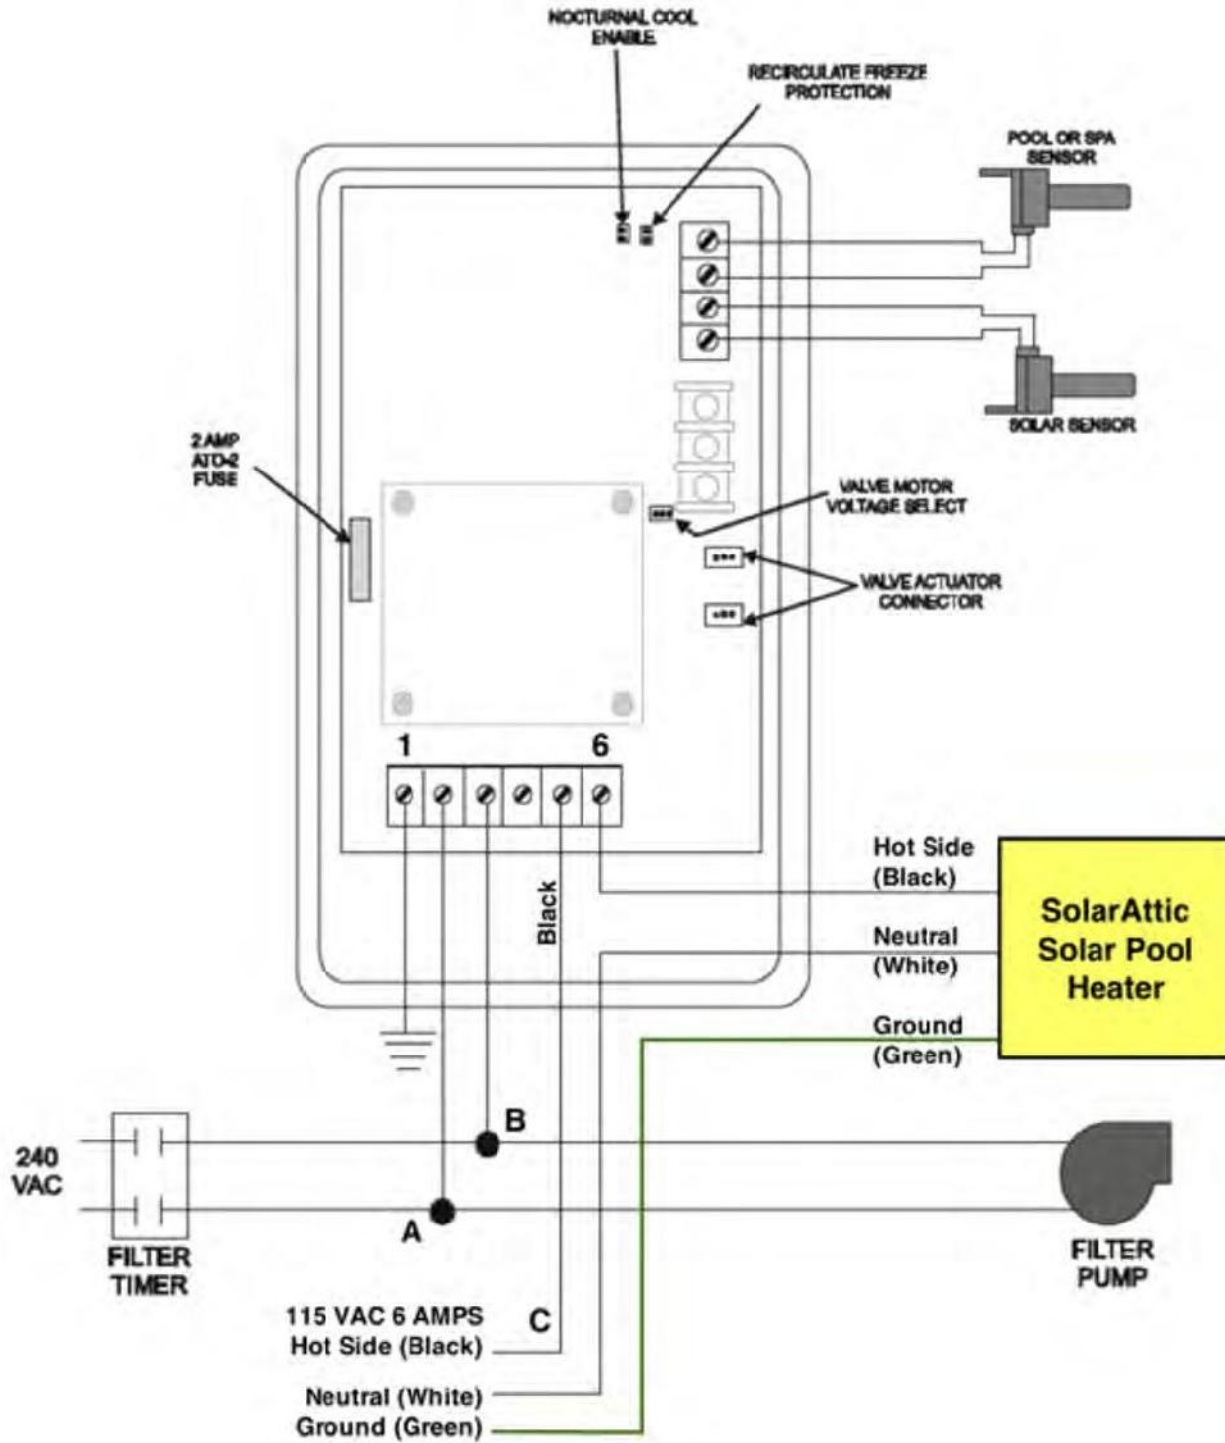 NOCTURNAL COOL
ENABLE
RECIRCULATE FREEZE
PROTECTION
POOL OR SPA
SENSOR
SOLAR SENSOR
2 AMP
ATO-2
FUSE
VALVE MOTOR
VOLTAGE SELECT
VALVE ACTUATOR
CONNECTOR
1
6
Black
Hot Side
(Black)
Neutral
(White)
Ground
(Green)
SolarAttic
Solar Pool
Heater
B
A
240
VAC
FILTER
TIMER
FILTER
PUMP
C
115 VAC 6 AMPS
Hot Side (Black)
Neutral (White)
Ground (Green)